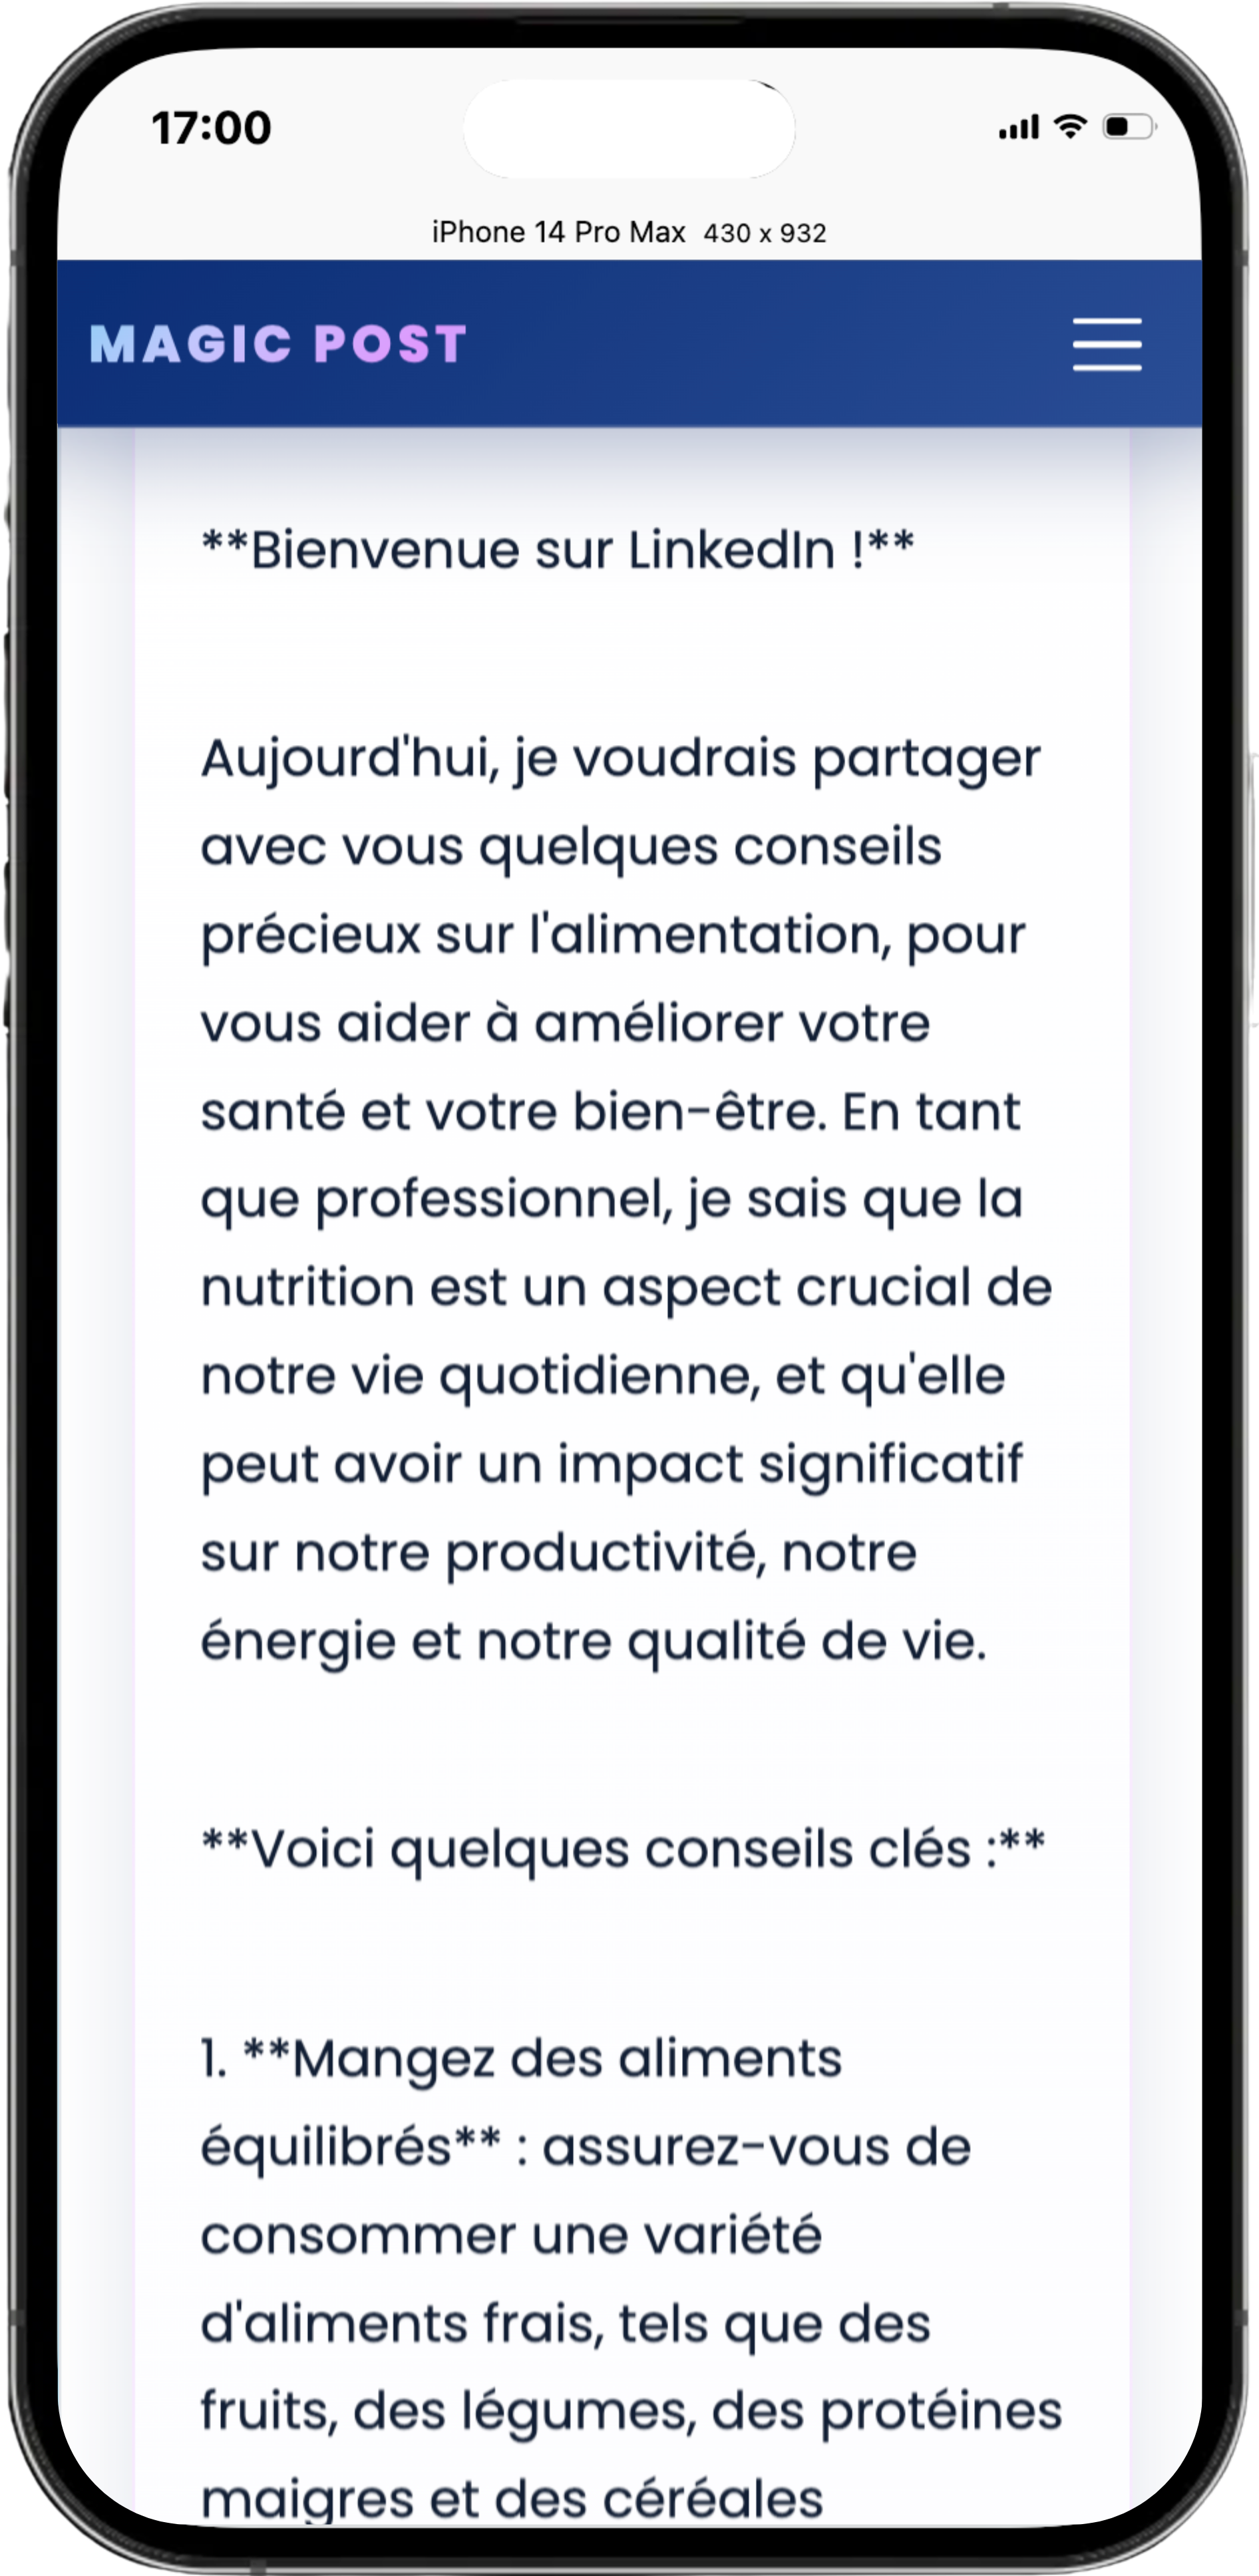 17:00
iPhone 14 Pro Max 430 x 932
MAGIC POST
**Bienvenue sur LinkedIn !**
Aujourd'hui, je voudrais partager
avec vous quelques conseils
précieux sur l'alimentation, pour
vous aider à améliorer votre
santé et votre bien-être. En tant
que professionnel, je sais que la
nutrition est un aspect crucial de
notre vie quotidienne, et qu'elle
peut avoir un impact significatif
sur notre productivité, notre
énergie et notre qualité de vie.
**Voici quelques conseils clés :**
1. **Mangez des aliments
équilibrés** : assurez-vous de
consommer une variété
d'aliments frais, tels que des
fruits, des légumes, des protéines
maigres et des céréales